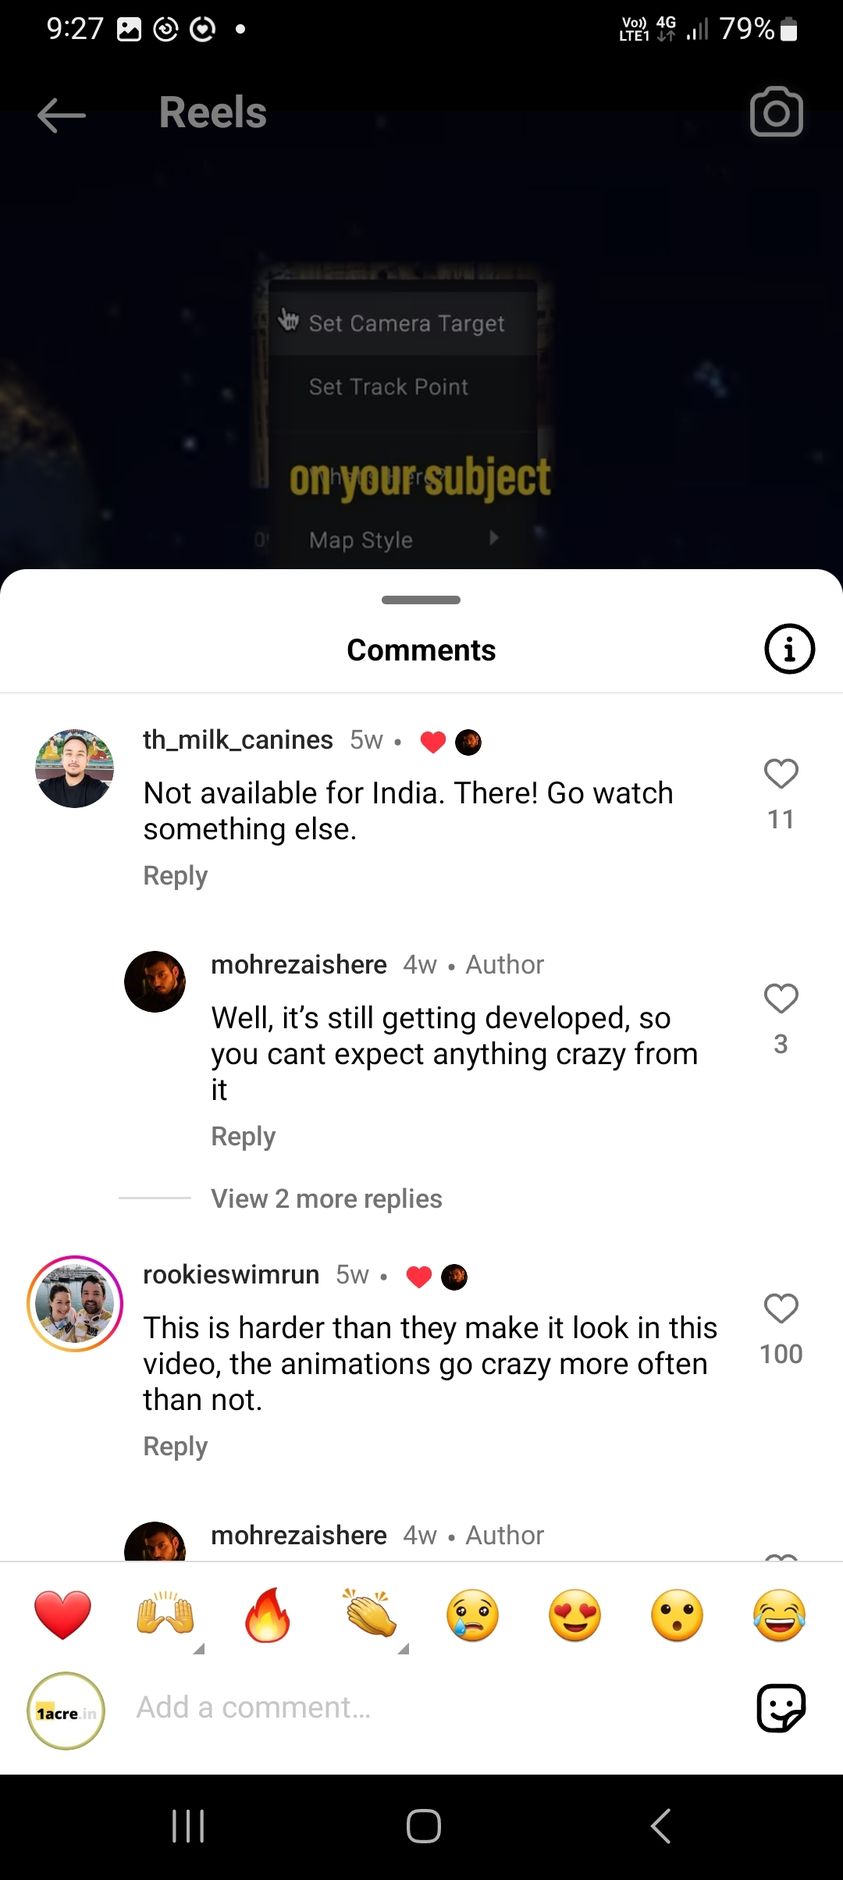 9:27
Vo)) 4G 79%
LTE1
Reels
Set Camera Target
Set Track Point
on your subject
Map Style
Comments
th_milk_canines 5w •
Not available for India. There! Go watch
something else.
11
Reply
mohrezaishere 4w • Author
Well, it’s still getting developed, so
you cant expect anything crazy from
it
3
Reply
View 2 more replies
rookieswimrun 5w •
This is harder than they make it look in this
video, the animations go crazy more often
than not.
100
Reply
mohrezaishere 4w • Author
1acre.in
Add a comment...